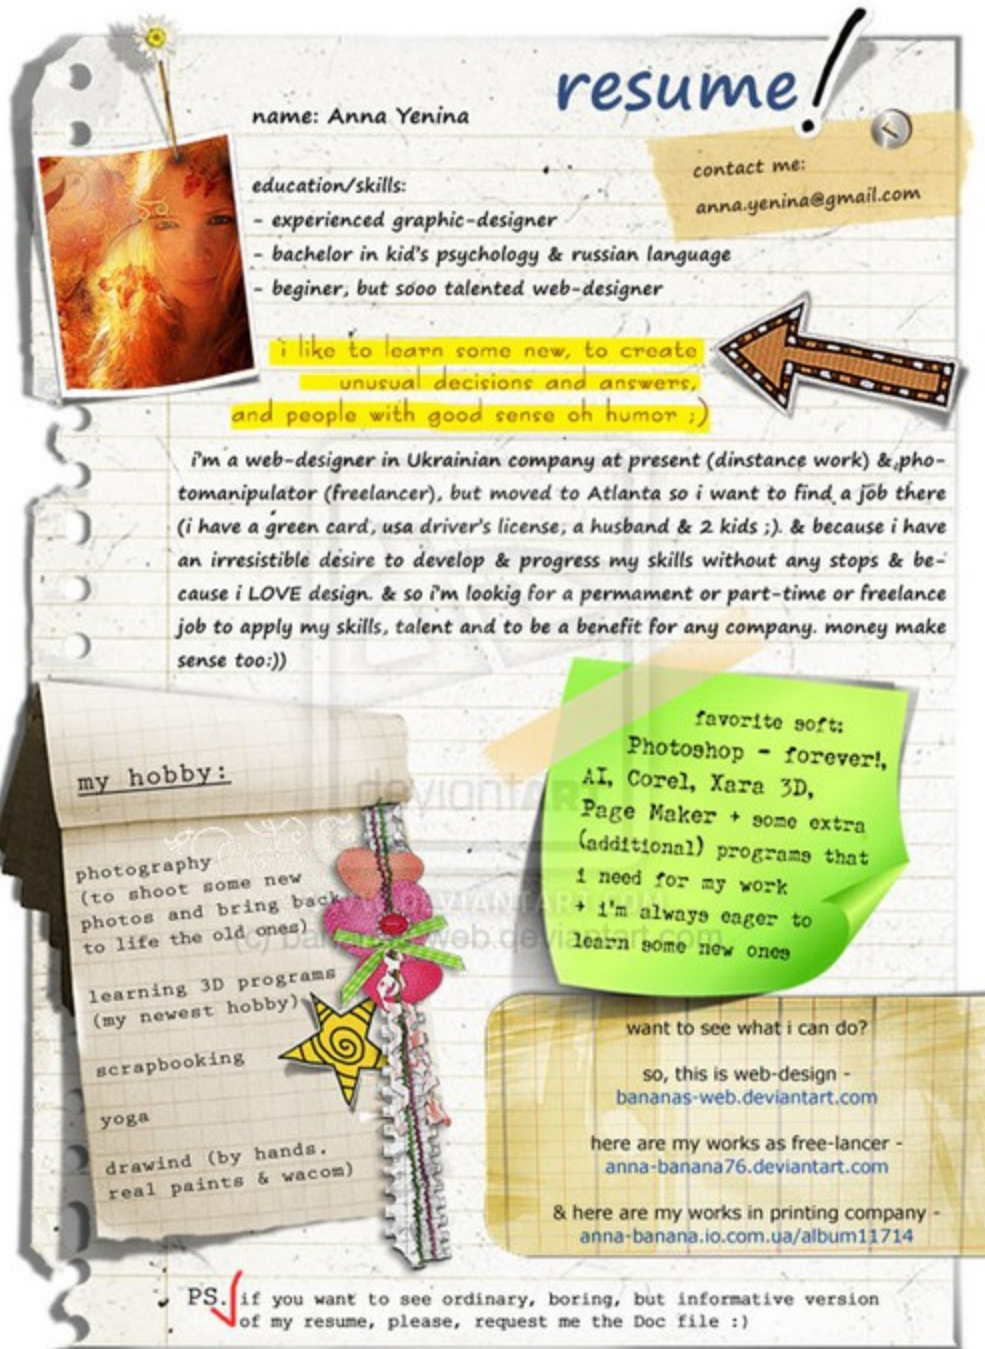 resume!
name: Anna Yenina
contact me:
anna.yenina@gmail.com
education/skills:
- experienced graphic-designer
- bachelor in kid's psychology & russian language
- beginer, but sooo talented web-designer
i like to learn some new, to create
unusual decisions and answers,
and people with good sense oh humor ;)
i'm a web-designer in Ukrainian company at present (dinstance work) & pho-
tomanipulator (freelancer), but moved to Atlanta so i want to find a job there
(i have a green card, usa driver's license, a husband & 2 kids ;). & because i have
an irresistible desire to develop & progress my skills without any stops & be-
cause i LOVE design. & so i'm lookig for a permament or part-time or freelance
job to apply my skills, talent and to be a benefit for any company. money make
sense too:))
my hobby:
photography
(to shoot some new
photos and bring back
to life the old ones)
learning 3D programs
(my newest hobby)
scrapbooking
yoga
drawind (by hands.
real paints & wacom)
favorite soft:
Photoshop - forever!,
AI, Corel, Xara 3D,
Page Maker + some extra
(additional) programs that
i need for my work
+ i'm always eager to
learn some new ones
deviantART
DEVIANTART.COM
(c) bananas-web.deviantart.com
want to see what i can do?
so, this is web-design -
bananas-web.deviantart.com
here are my works as free-lancer -
anna-banana76.deviantart.com
& here are my works in printing company -
anna-banana.io.com.ua/album11714
PS. if you want to see ordinary, boring, but informative version
of my resume, please, request me the Doc file :)